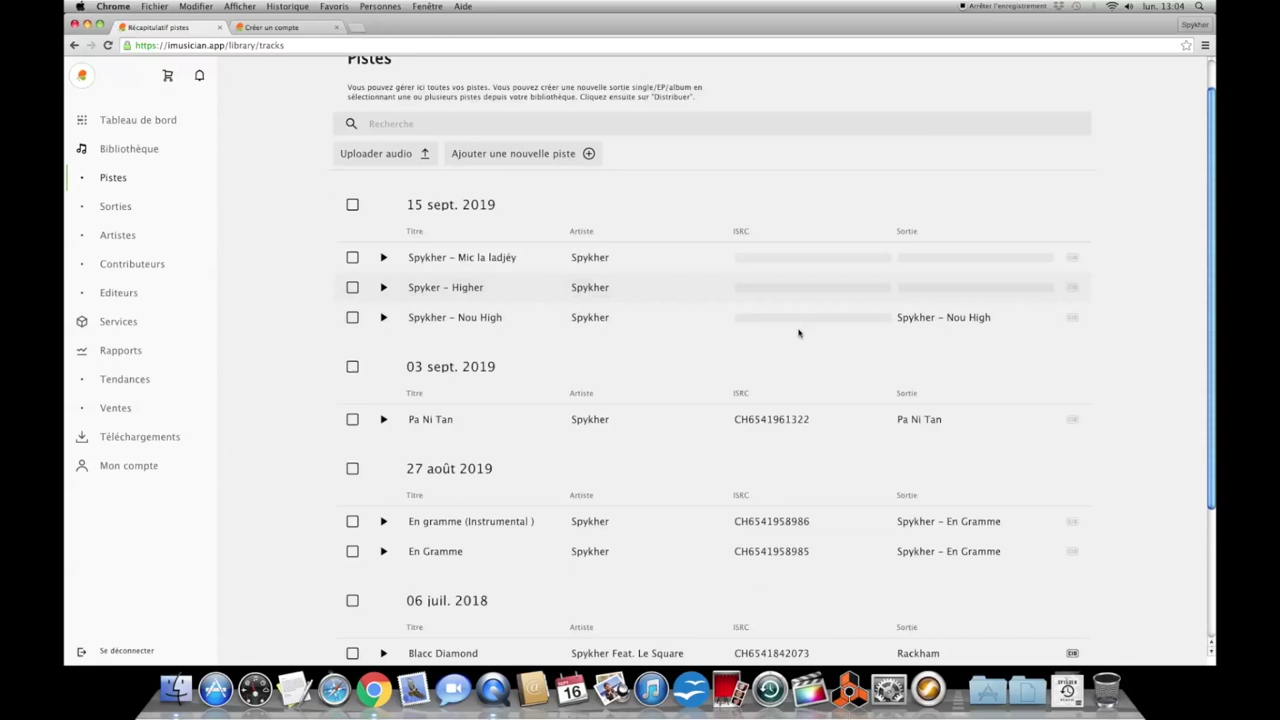 Chrome Fichier Modifier Afficher Historique Favoris Personnes Fenêtre Aide Arrêter l'enregistrement lun. 13:04
Récapitulatif pistes Créer un compte Spykher
https://imusician.app/library/tracks
Pistes
Vous pouvez gérer ici toutes vos pistes. Vous pouvez créer une nouvelle sortie single/EP/album en
sélectionnant une ou plusieurs pistes depuis votre bibliothèque. Cliquez ensuite sur "Distribuer".
Recherche
Uploader audio Ajouter une nouvelle piste
Tableau de bord
Bibliothèque
Pistes
Sorties
Artistes
Contributeurs
Editeurs
Services
Rapports
Tendances
Ventes
Téléchargements
Mon compte
Se déconnecter
15 sept. 2019
Titre Artiste ISRC Sortie
Spykher – Mic la ladjéy Spykher
Spyker – Higher Spykher
Spykher – Nou High Spykher Spykher – Nou High
03 sept. 2019
Titre Artiste ISRC Sortie
Pa Ni Tan Spykher CH6541961322 Pa Ni Tan
27 août 2019
Titre Artiste ISRC Sortie
En gramme (Instrumental ) Spykher CH6541958986 Spykher – En Gramme
En Gramme Spykher CH6541958985 Spykher – En Gramme
06 juil. 2018
Titre Artiste ISRC Sortie
Blacc Diamond Spykher Feat. Le Square CH6541842073 Rackham
16